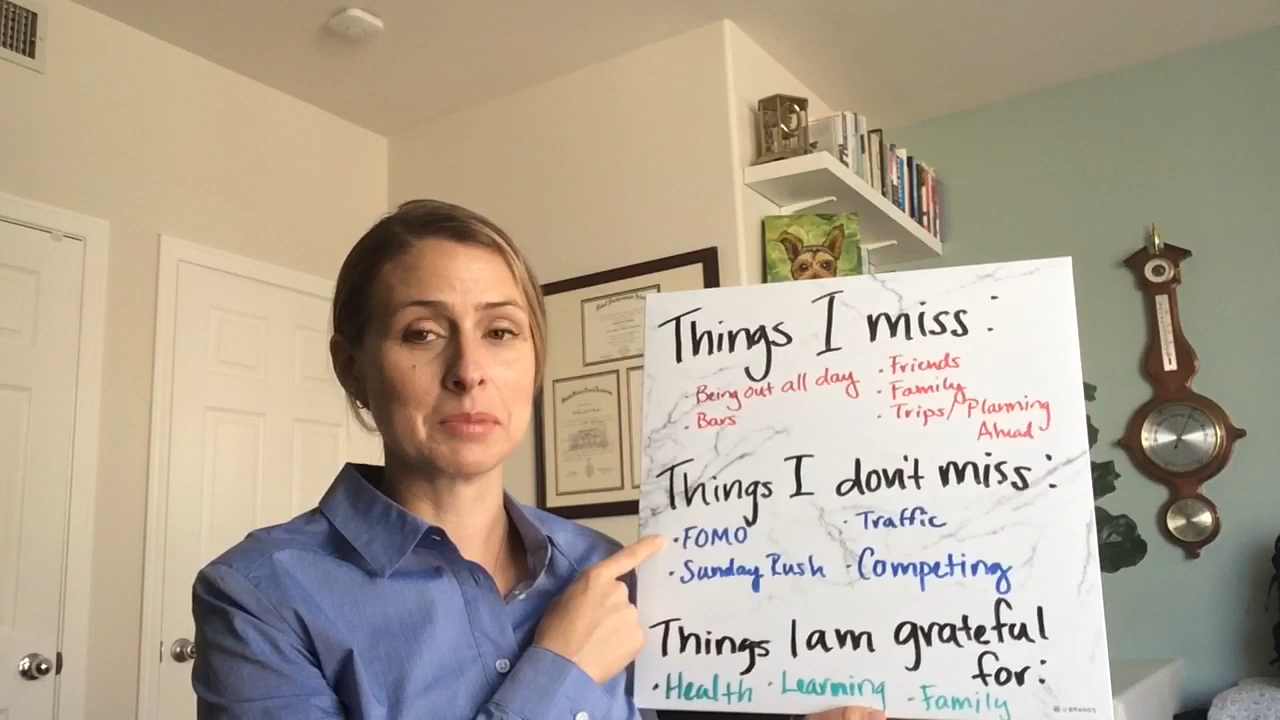 Things I miss:
· Being out all day
· Bars
· Friends
· Family
· Trips/Planning
Ahead
Things I don't miss:
· FOMO
· Traffic
· Sunday Rush
· Competing
Things I am grateful
for:
· Health · Learning · Family
U BRANDS